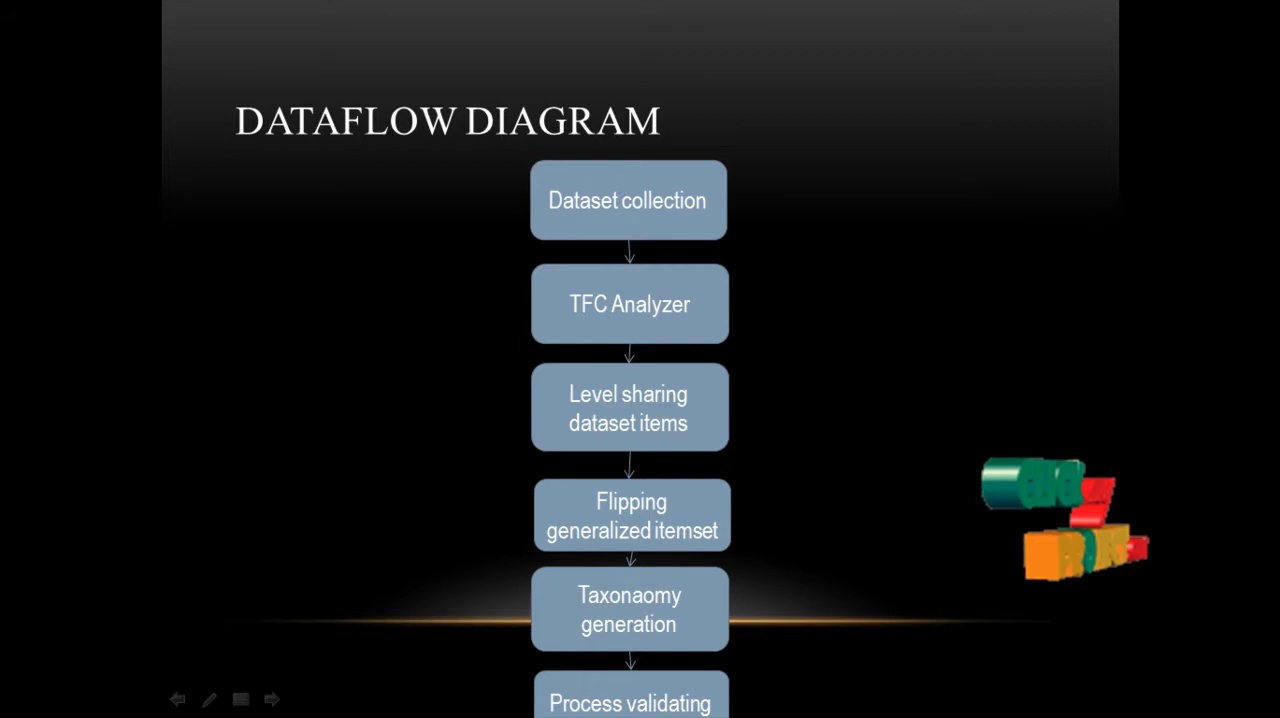 DATAFLOW DIAGRAM
Dataset collection
TFC Analyzer
Level sharing
dataset items
Flipping
generalized itemset
Taxonaomy
generation
Process validating